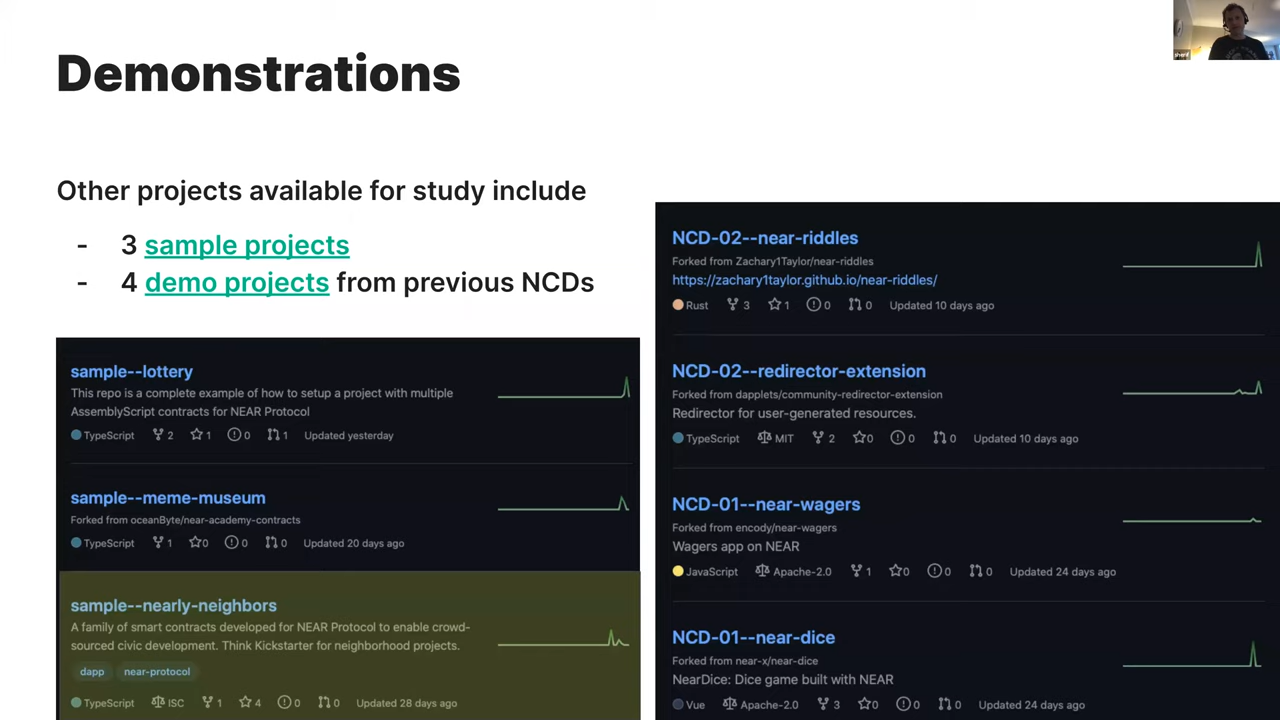 Demonstrations
Other projects available for study include
- 3 sample projects
- 4 demo projects from previous NCDs
sample--lottery
This repo is a complete example of how to setup a project with multiple
AssemblyScript contracts for NEAR Protocol
TypeScript 2 1 0 1 Updated yesterday
sample--meme-museum
Forked from oceanByte/near-academy-contracts
TypeScript 1 0 0 0 Updated 20 days ago
sample--nearly-neighbors
A family of smart contracts developed for NEAR Protocol to enable crowd-
sourced civic development. Think Kickstarter for neighborhood projects.
dapp near-protocol
TypeScript ISC 1 4 0 0 Updated 28 days ago
NCD-02--near-riddles
Forked from Zachary1Taylor/near-riddles
https://zachary1taylor.github.io/near-riddles/
Rust 3 1 0 0 Updated 10 days ago
NCD-02--redirector-extension
Forked from dapplets/community-redirector-extension
Redirector for user-generated resources.
TypeScript MIT 2 0 0 0 Updated 10 days ago
NCD-01--near-wagers
Forked from encody/near-wagers
Wagers app on NEAR
JavaScript Apache-2.0 1 0 0 0 Updated 24 days ago
NCD-01--near-dice
Forked from near-x/near-dice
NearDice: Dice game built with NEAR
Vue Apache-2.0 3 0 0 0 Updated 24 days ago
sherif